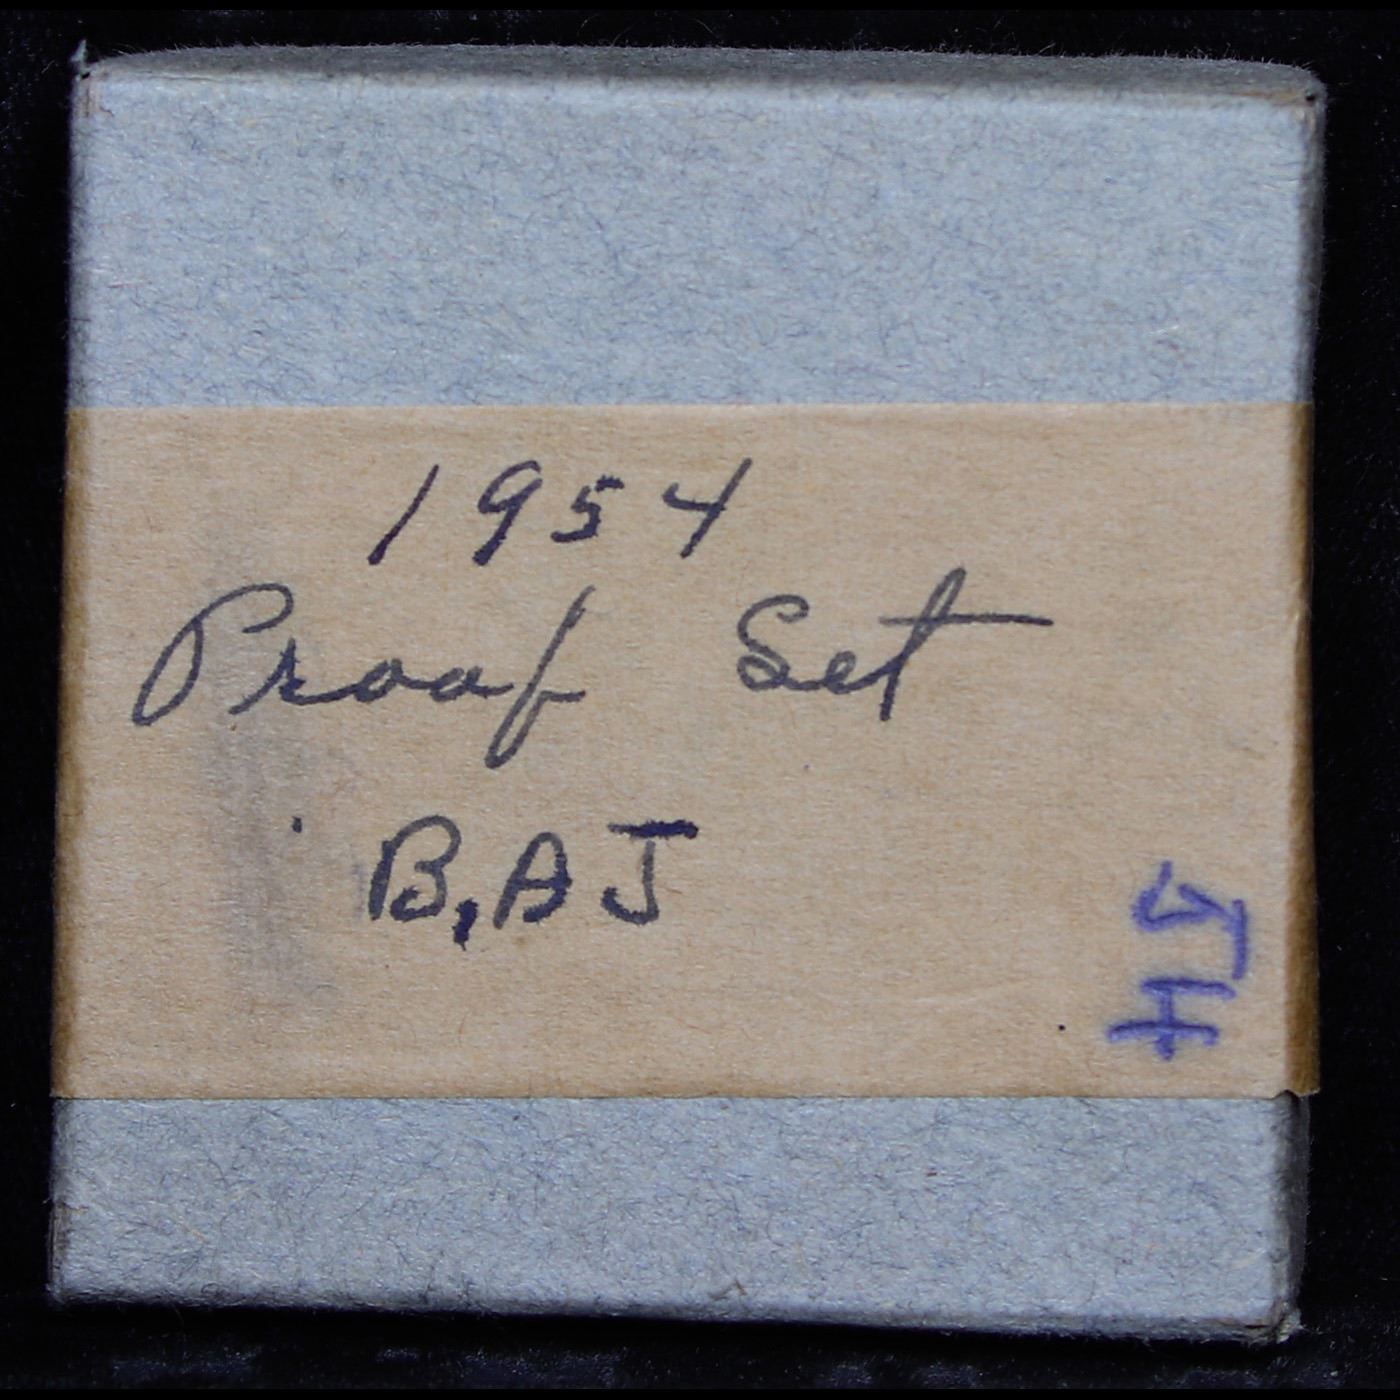 1954
Proof Set
B,AJ